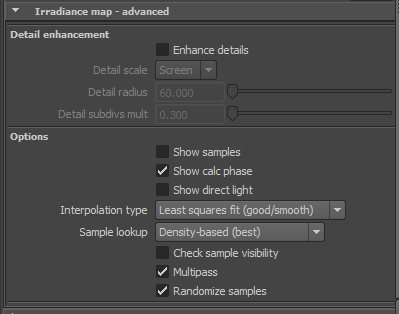 Irradiance map - advanced
Detail enhancement
Enhance details
Detail scale Screen
Detail radius 60.000
Detail subdivs mult 0.300
Options
Show samples
Show calc phase
Show direct light
Interpolation type Least squares fit (good/smooth)
Sample lookup Density-based (best)
Check sample visibility
Multipass
Randomize samples